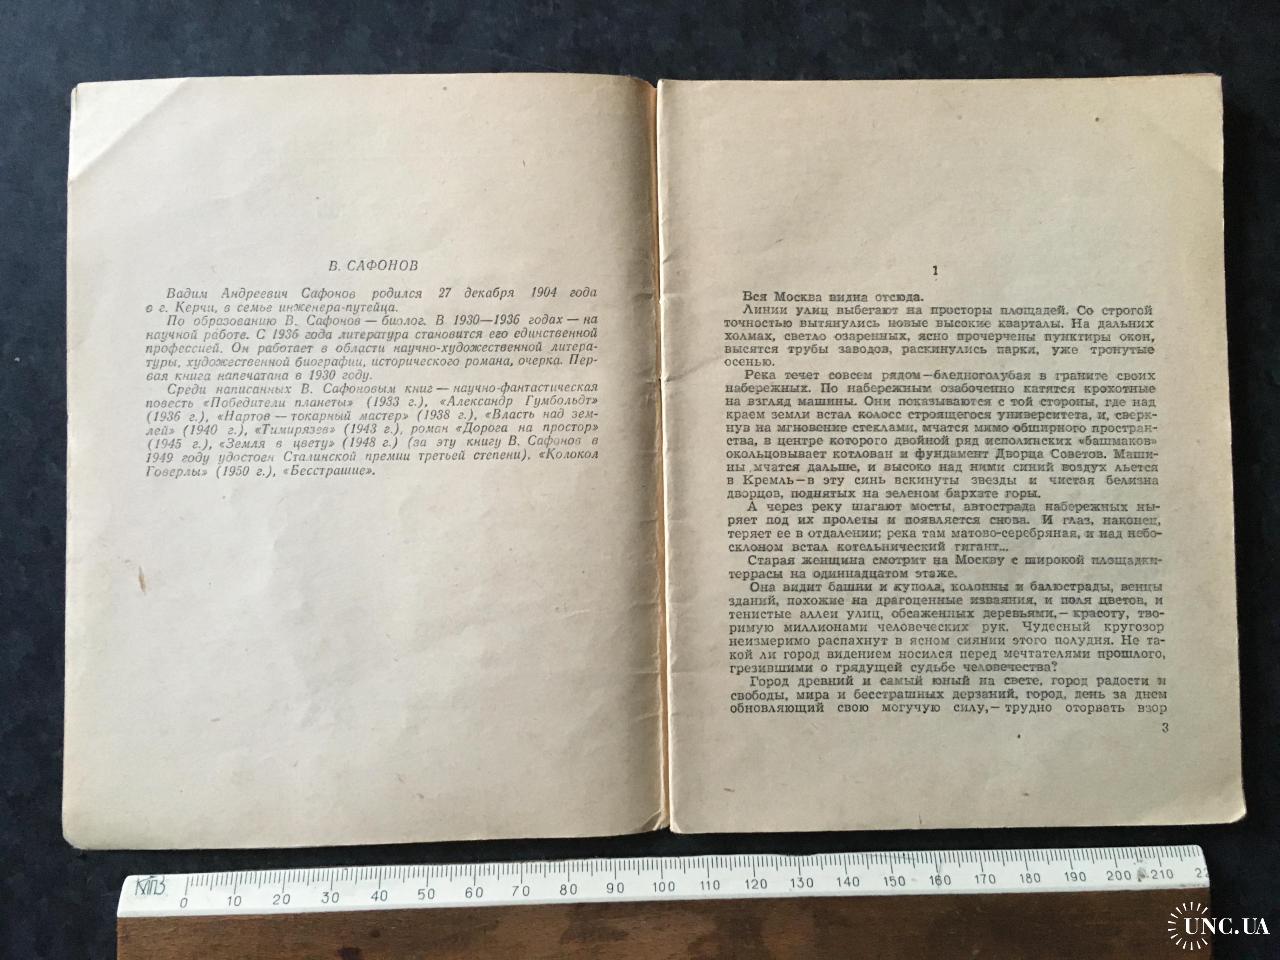 В. САФОНОВ
Вадим Андреевич Сафонов родился 27 декабря 1904 года
в г. Керчи, в семье инженера-путейца.
По образованию В. Сафонов — биолог. В 1930—1936 годах — на
научной работе. С 1936 года литература становится его единственной
профессией. Он работает в области научно-художественной литера-
туры, художественной биографии, исторического романа, очерка. Пер-
вая книга напечатана в 1930 году.
Среди написанных В. Сафоновым книг — научно-фантастическая
повесть «Победители планеты» (1933 г.), «Александр Гумбольдт»
(1936 г.), «Нартов — токарный мастер» (1938 г.), «Власть над зем-
лей» (1940 г.), «Тимирязев» (1943 г.), роман «Дорога на простор»
(1945 г.), «Земля в цвету» (1948 г.) (за эту книгу В. Сафонов в
1949 году удостоен Сталинской премии третьей степени), «Колокол
Говерлы» (1950 г.), «Бесстрашие».
1
Вся Москва видна отсюда.
Линии улиц выбегают на просторы площадей. Со строгой
точностью вытянулись новые высокие кварталы. На дальних
холмах, светло озаренных, ясно прочерчены пунктиры окон,
высятся трубы заводов, раскинулись парки, уже тронутые
осенью.
Река течет совсем рядом—бледноголубая в граните своих
набережных. По набережным озабоченно катятся крохотные
на взгляд машины. Они показываются с той стороны, где над
краем земли встал колосс строящегося университета, и, сверк-
нув на мгновение стеклами, мчатся мимо обширного простран-
ства, в центре которого двойной ряд исполинских «башмаков»
окольцовывает котлован и фундамент Дворца Советов. Маши-
ны мчатся дальше, и высоко над ними синий воздух льется
в Кремль—в эту синь вскинуты звезды и чистая белизна
дворцов, поднятых на зеленом бархате горы.
А через реку шагают мосты, автострада набережных ны-
ряет под их пролеты и появляется снова. И глаз, наконец,
теряет ее в отдалении; река там матово-серебряная, и над небо-
склоном встал котельнический гигант...
Старая женщина смотрит на Москву с широкой площадки-
террасы на одиннадцатом этаже.
Она видит башни и купола, колонны и балюстрады, венцы
зданий, похожие на драгоценные изваяния, и поля цветов, и
тенистые аллеи улиц, обсаженных деревьями,— красоту, тво-
римую миллионами человеческих рук. Чудесный кругозор
неизмеримо распахнут в ясном сиянии этого полудня. Не та-
кой ли город видением носился перед мечтателями прошлого,
грезившими о грядущей судьбе человечества?
Город древний и самый юный на свете, город радости и
свободы, мира и бесстрашных дерзаний, город, день за днем
обновляющий свою могучую силу,— трудно оторвать взор
3
0 10 20 30 40 50 60 70 80 90 100 110 120 130 140 150 160 170 180 190 200 210 22
UNC.UA